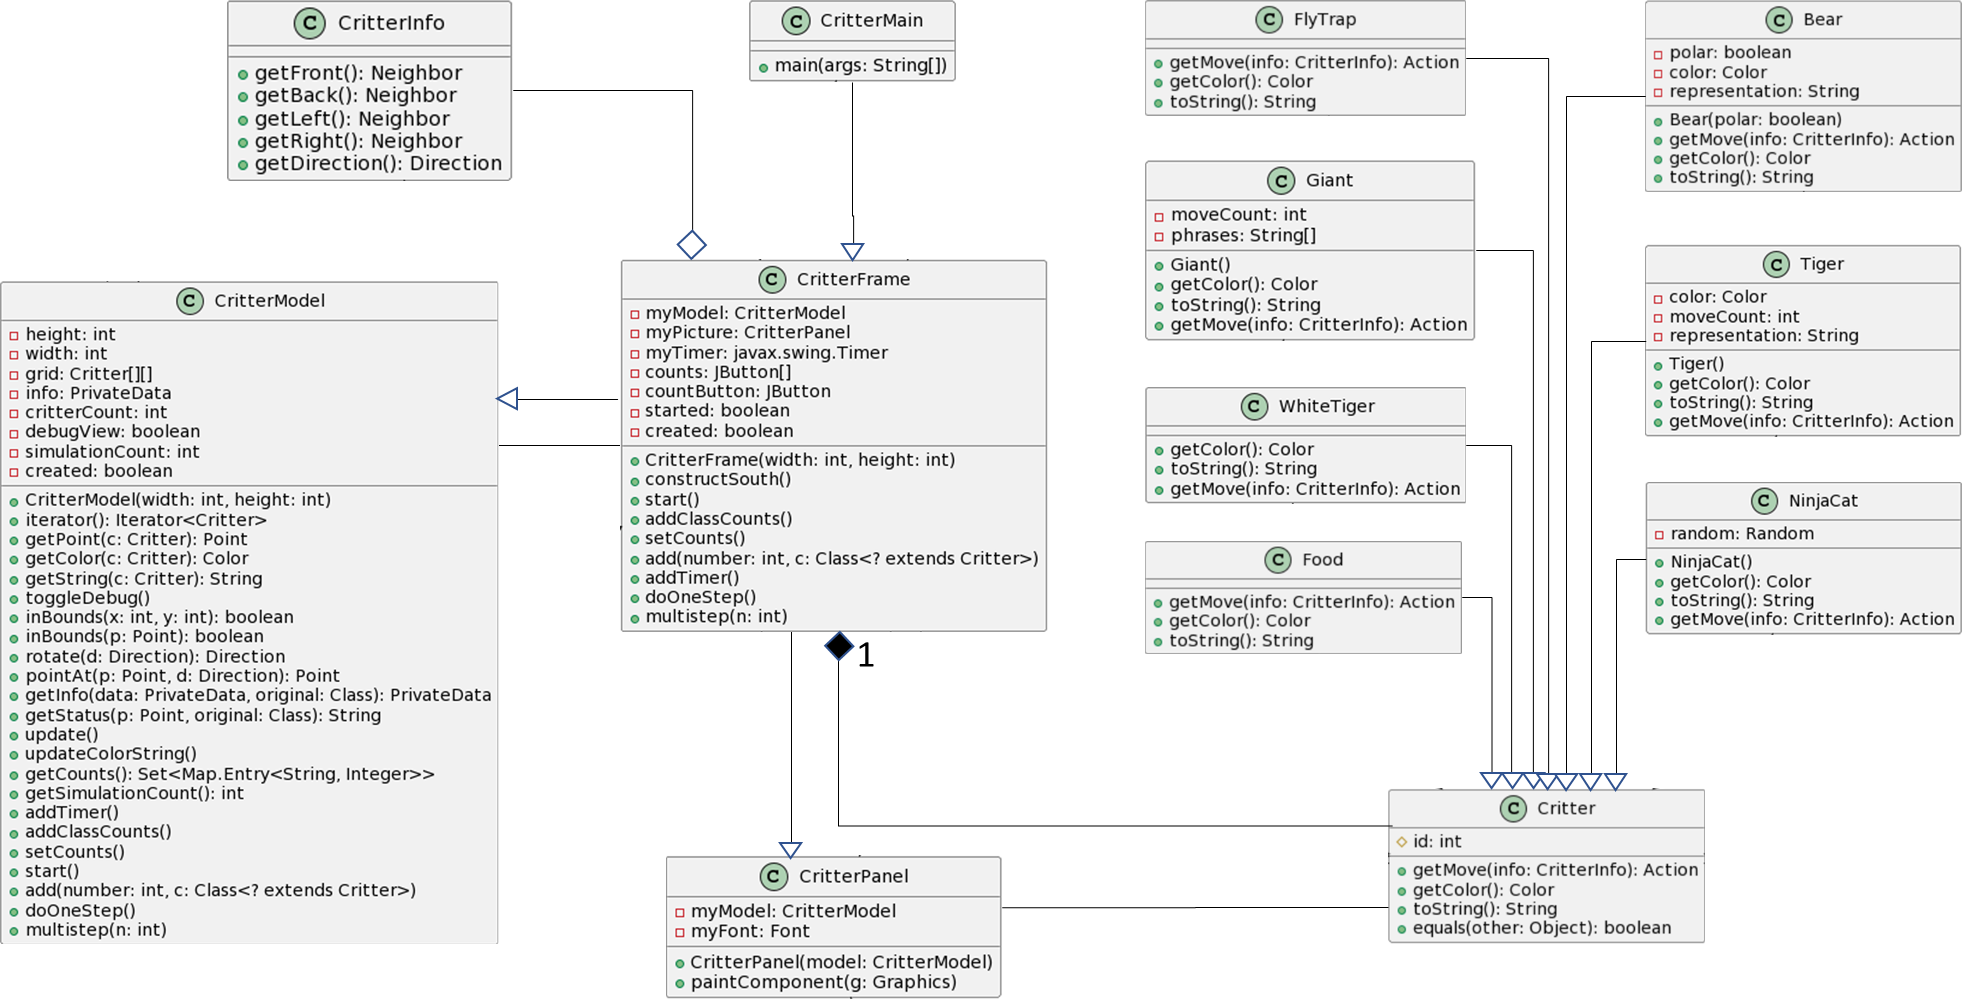 C CritterInfo
getFront(): Neighbor
getBack(): Neighbor
getLeft(): Neighbor
getRight(): Neighbor
getDirection(): Direction
C CritterMain
main(args: String[])
C FlyTrap
getMove(info: CritterInfo): Action
getColor(): Color
toString(): String
C Bear
polar: boolean
color: Color
representation: String
Bear(polar: boolean)
getMove(info: CritterInfo): Action
getColor(): Color
toString(): String
C Giant
moveCount: int
phrases: String[]
Giant()
getColor(): Color
toString(): String
getMove(info: CritterInfo): Action
C Tiger
color: Color
moveCount: int
representation: String
Tiger()
getColor(): Color
toString(): String
getMove(info: CritterInfo): Action
C CritterModel
height: int
width: int
grid: Critter[][]
info: PrivateData
critterCount: int
debugView: boolean
simulationCount: int
created: boolean
CritterModel(width: int, height: int)
iterator(): Iterator<Critter>
getPoint(c: Critter): Point
getColor(c: Critter): Color
getString(c: Critter): String
toggleDebug()
inBounds(x: int, y: int): boolean
inBounds(p: Point): boolean
rotate(d: Direction): Direction
pointAt(p: Point, d: Direction): Point
getInfo(data: PrivateData, original: Class): PrivateData
getStatus(p: Point, original: Class): String
update()
updateColorString()
getCounts(): Set<Map.Entry<String, Integer>>
getSimulationCount(): int
addTimer()
addClassCounts()
setCounts()
start()
add(number: int, c: Class<? extends Critter>)
doOneStep()
multistep(n: int)
C CritterFrame
myModel: CritterModel
myPicture: CritterPanel
myTimer: javax.swing.Timer
counts: JButton[]
countButton: JButton
started: boolean
created: boolean
CritterFrame(width: int, height: int)
constructSouth()
start()
addClassCounts()
setCounts()
add(number: int, c: Class<? extends Critter>)
addTimer()
doOneStep()
multistep(n: int)
1
C WhiteTiger
getColor(): Color
toString(): String
getMove(info: CritterInfo): Action
C NinjaCat
random: Random
NinjaCat()
getColor(): Color
toString(): String
getMove(info: CritterInfo): Action
C Food
getMove(info: CritterInfo): Action
getColor(): Color
toString(): String
C Critter
id: int
getMove(info: CritterInfo): Action
getColor(): Color
toString(): String
equals(other: Object): boolean
C CritterPanel
myModel: CritterModel
myFont: Font
CritterPanel(model: CritterModel)
paintComponent(g: Graphics)